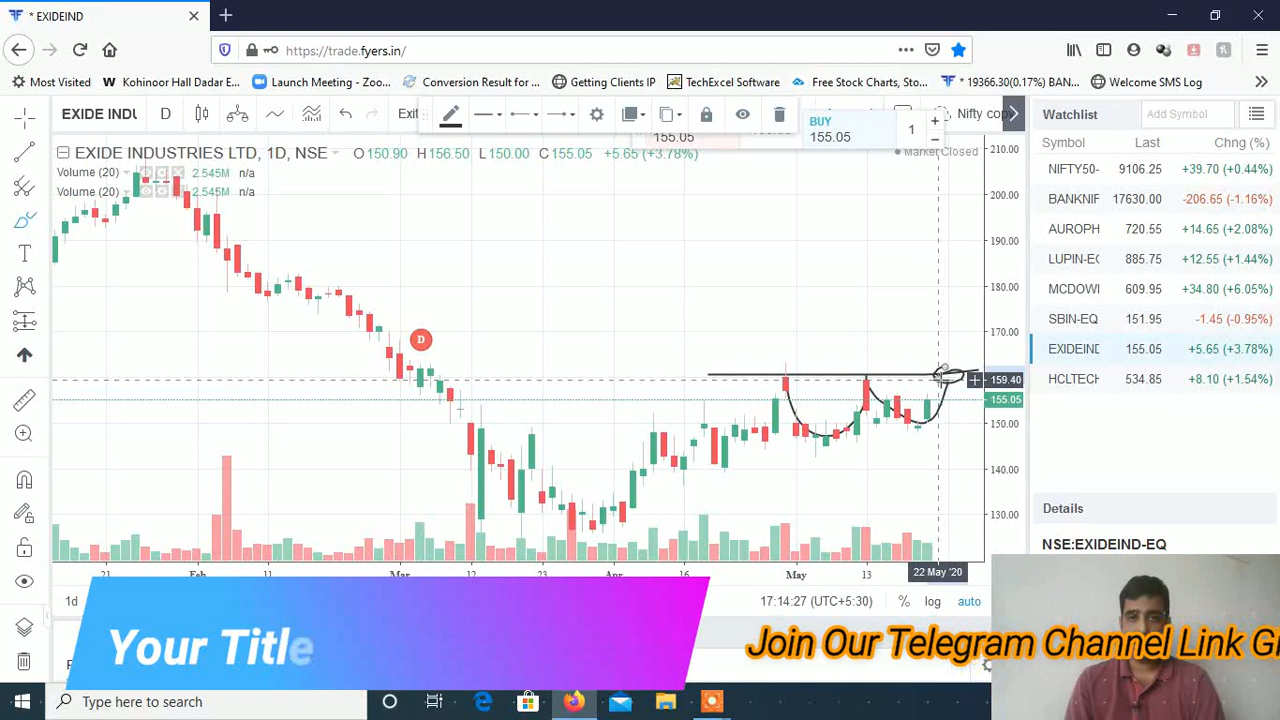 * EXIDEIND
https://trade.fyers.in/
Most Visited
Kohinoor Hall Dadar E...
Launch Meeting - Zoo...
Conversion Result for ...
Getting Clients IP
TechExcel Software
Free Stock Charts, Sto...
* 19366.30(0.17%) BAN...
Welcome SMS Log
EXIDE INDU
D
Exit
155.05
BUY
155.05
1
Nifty cop
Market Closed
EXIDE INDUSTRIES LTD, 1D, NSE
O 150.90 H 156.50 L 150.00 C 155.05 +5.65 (+3.78%)
Volume (20) 2.545M n/a
Volume (20) 2.545M n/a
D
210.00
200.00
190.00
180.00
170.00
159.40
155.05
150.00
140.00
130.00
21
Feb
11
Mar
23
Apr
16
May
13
22 May '20
1d
17:14:27 (UTC+5:30)
%
log
auto
Watchlist
Add Symbol
Symbol Last Chng (%)
NIFTY50- 9106.25 +39.70 (+0.44%)
BANKNIF 17630.00 -206.65 (-1.16%)
AUROPH 720.55 +14.65 (+2.08%)
LUPIN-EC 885.75 +12.55 (+1.44%)
MCDOWI 609.95 +34.80 (+6.05%)
SBIN-EQ 151.95 -1.45 (-0.95%)
EXIDEIND 155.05 +5.65 (+3.78%)
HCLTECH 534.85 +8.10 (+1.54%)
Details
NSE:EXIDEIND-EQ
Your Title
Join Our Telegram Channel Link Gi
Type here to search